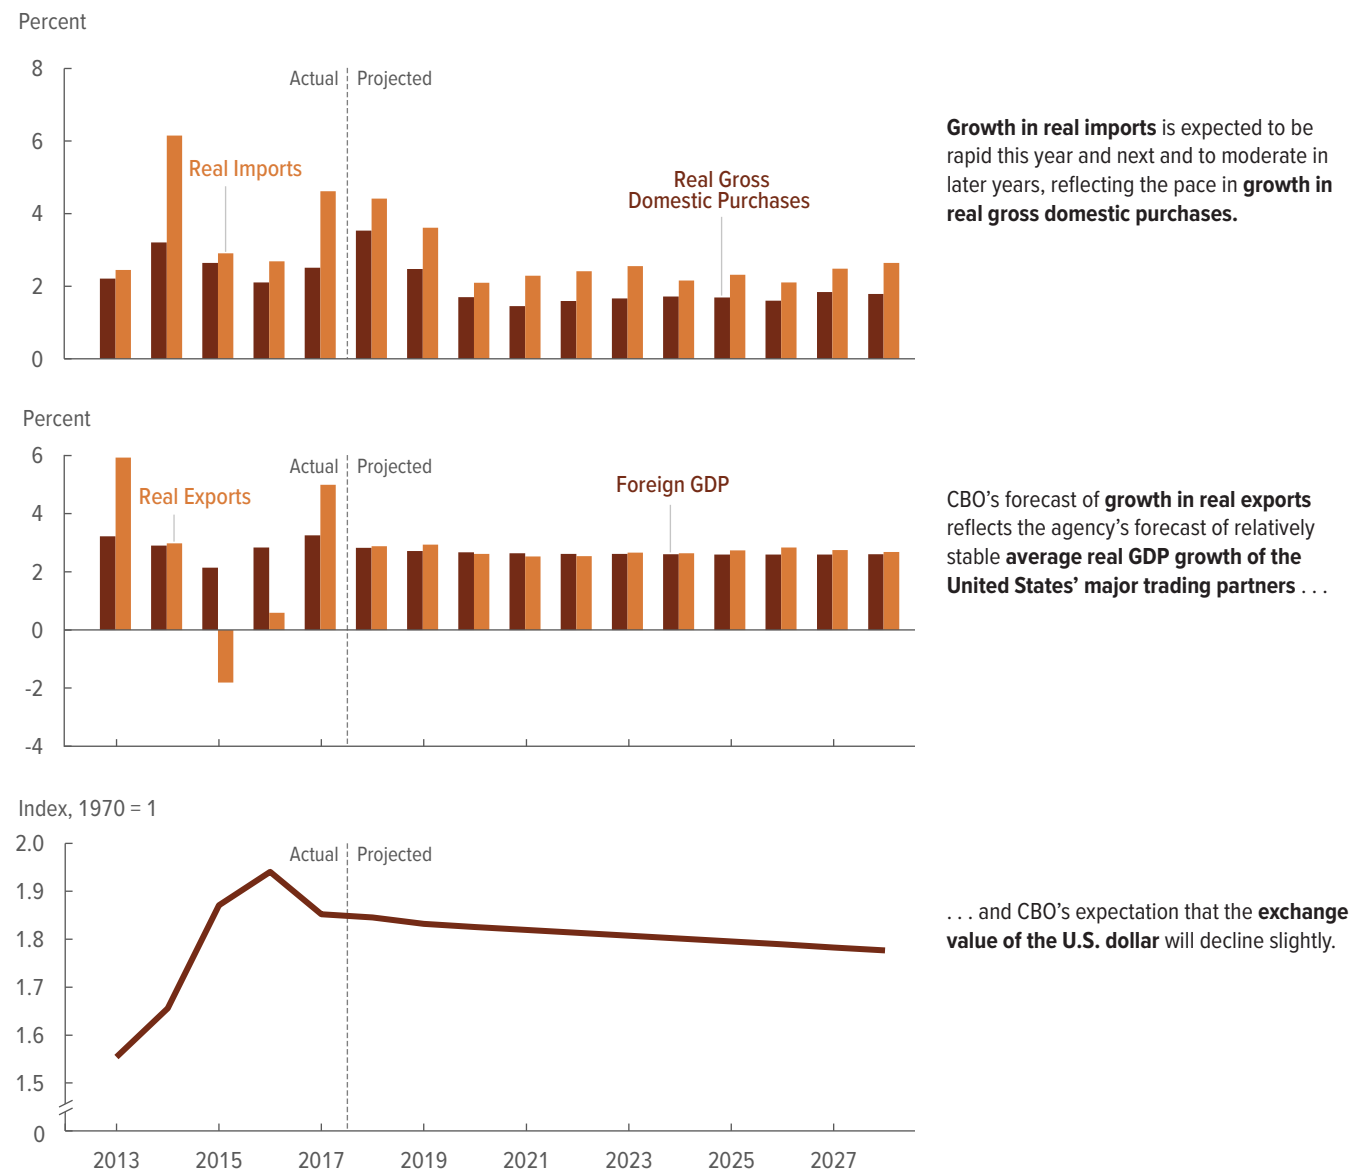 Percent
8
6
4
2
0
Actual
Projected
Real Imports
Real Gross
Domestic Purchases
Growth in real imports is expected to be
rapid this year and next and to moderate in
later years, reflecting the pace in growth in
real gross domestic purchases.
Percent
6
4
2
0
-2
-4
Actual
Projected
Real Exports
Foreign GDP
CBO’s forecast of growth in real exports
reflects the agency’s forecast of relatively
stable average real GDP growth of the
United States’ major trading partners . . .
Index, 1970 = 1
2.0
1.9
1.8
1.7
1.6
1.5
0
Actual
Projected
2013 2015 2017 2019 2021 2023 2025 2027
. . . and CBO’s expectation that the exchange
value of the U.S. dollar will decline slightly.